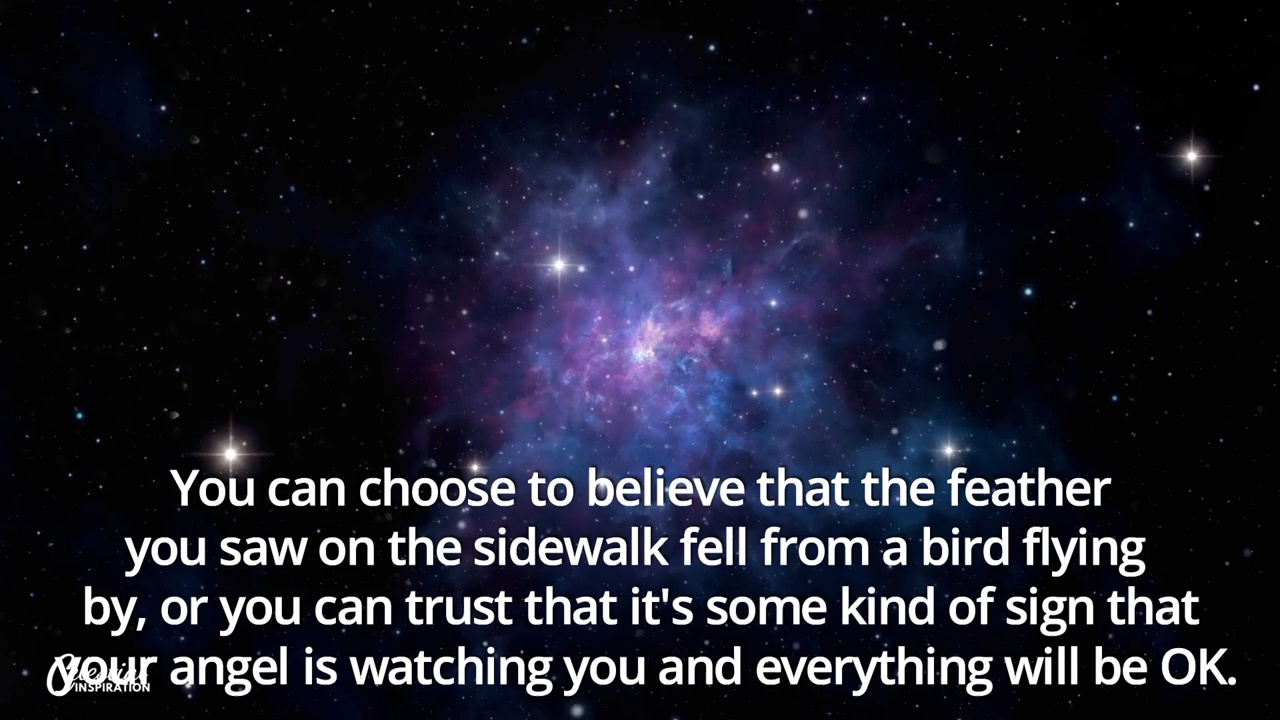 You can choose to believe that the feather
you saw on the sidewalk fell from a bird flying
by, or you can trust that it's some kind of sign that
your angel is watching you and everything will be OK.
INSPIRATION